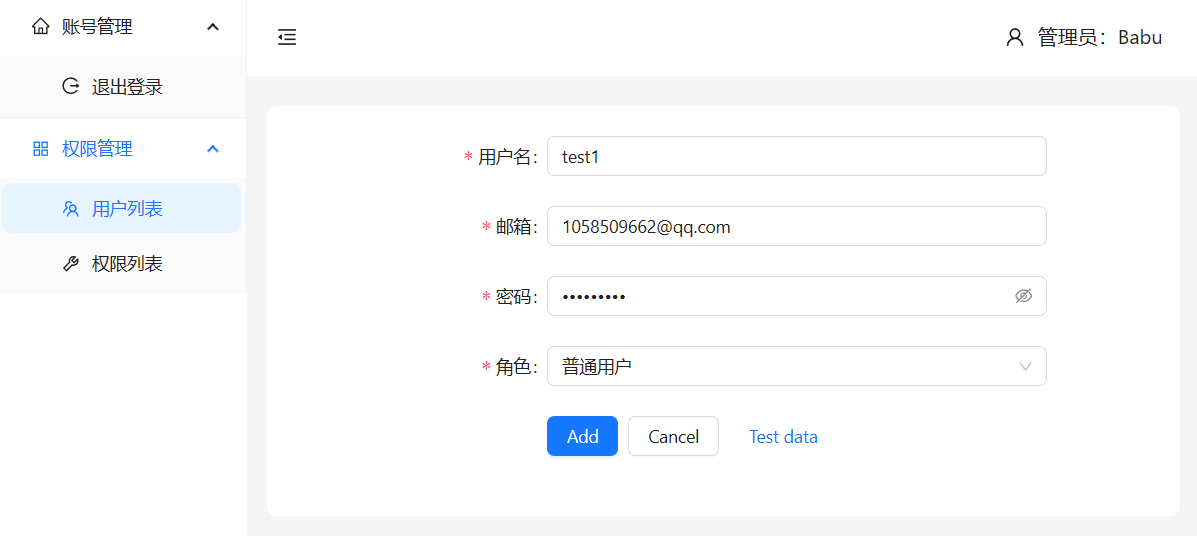 账号管理
退出登录
权限管理
用户列表
权限列表
管理员：Babu
* 用户名： test1
* 邮箱： 1058509662@qq.com
* 密码： •••••••••
* 角色： 普通用户
Add Cancel Test data